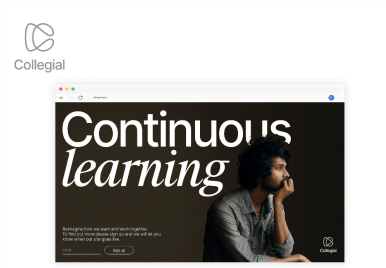 Collegial
Continuous
learning
Reimagine how we learn and work together
To find out more please sign up and we will let you
know when our site goes live.
Sign up
Collegial